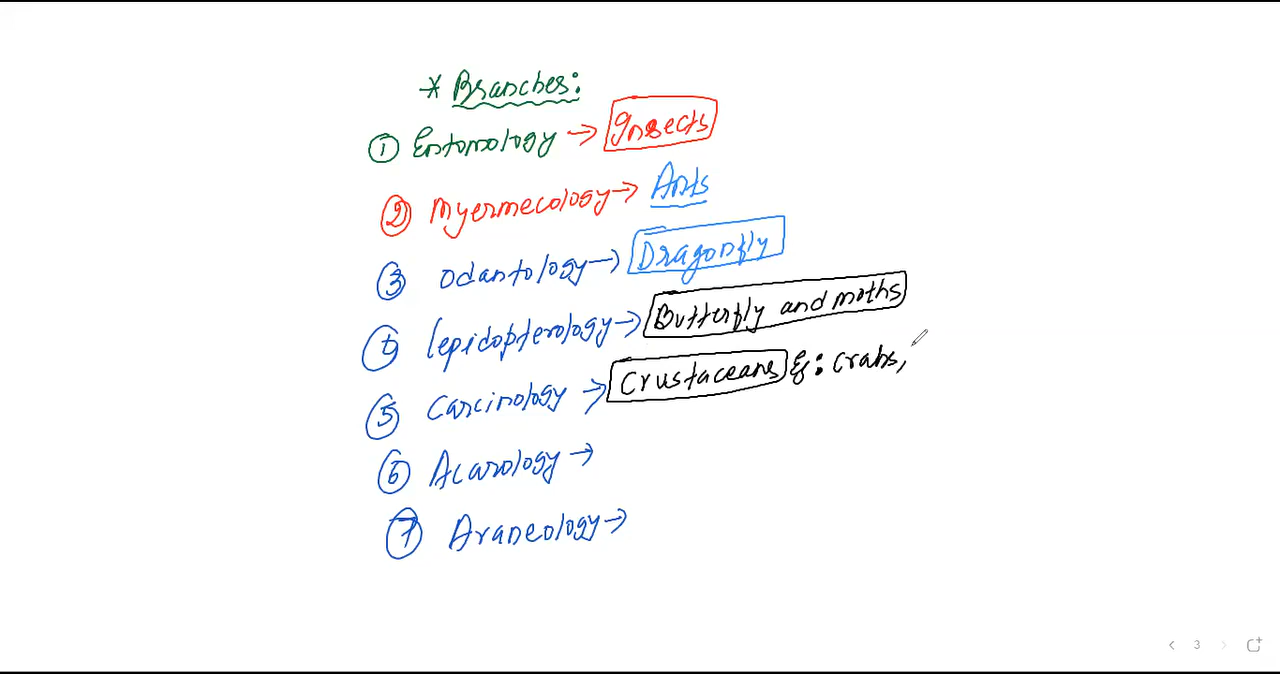 * Branches:
① Entomology → Insects
② Myermecology → Ants
③ Odantology → Dragonfly
④ Lepidopterology → Butterfly and moths
⑤ Carcinology → Crustaceans Eg: Crabs,
⑥ Acarology →
⑦ Araneology →
3